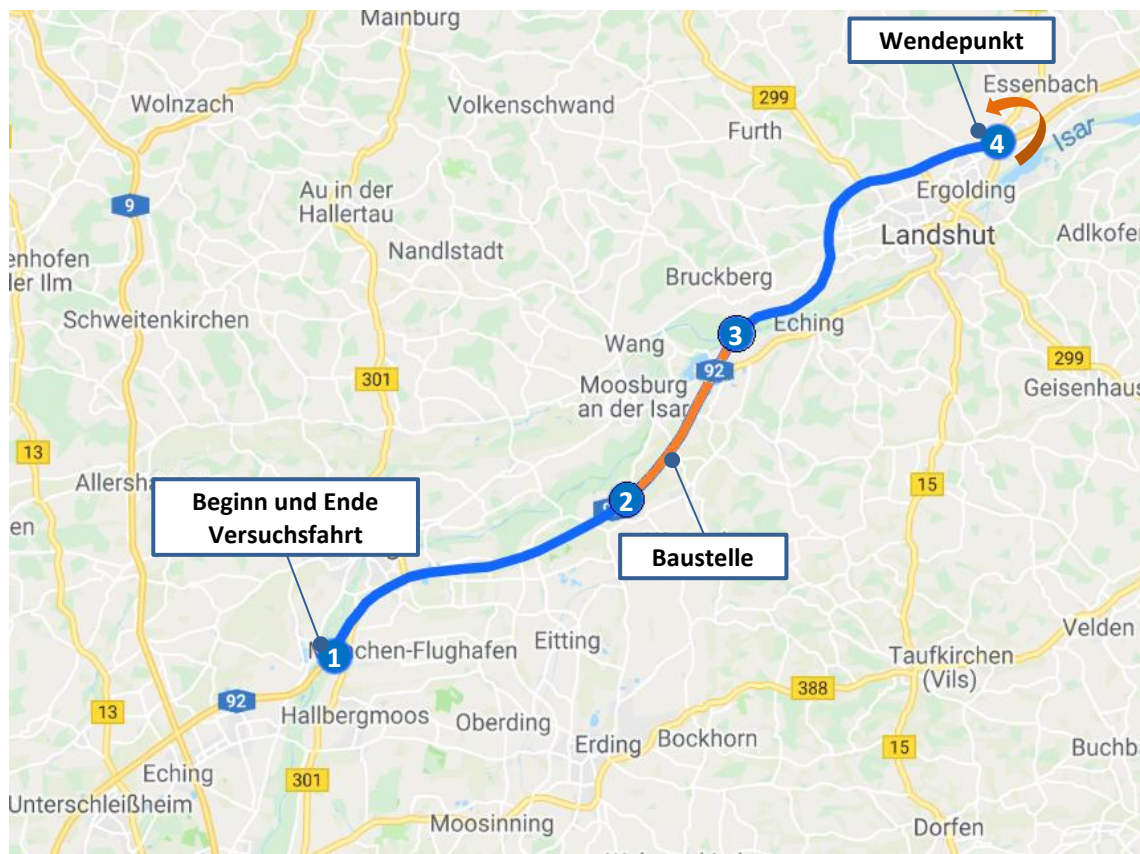 Mainburg
Wendepunkt
Essenbach
Wolnzach
Volkenschwand
299
Furth
4
Isar
9
Au in der
Hallertau
Ergolding
Landshut
Adlkofe
Nandlstadt
enhofen
ler Ilm
Bruckberg
Schweitenkirchen
3
Eching
Wang
92
299
301
Moosburg
an der Isar
Geisenhaus
13
Allersha
15
Beginn und Ende
Versuchsfahrt
2
en
Baustelle
Velden
1
chen-Flughafen
Eitting
Taufkirchen
(Vils)
92
388
13
Hallbergmoos
Oberding
Erding
Bockhorn
15
Buchb
Eching
301
Unterschleißheim
Moosinning
Dorfen